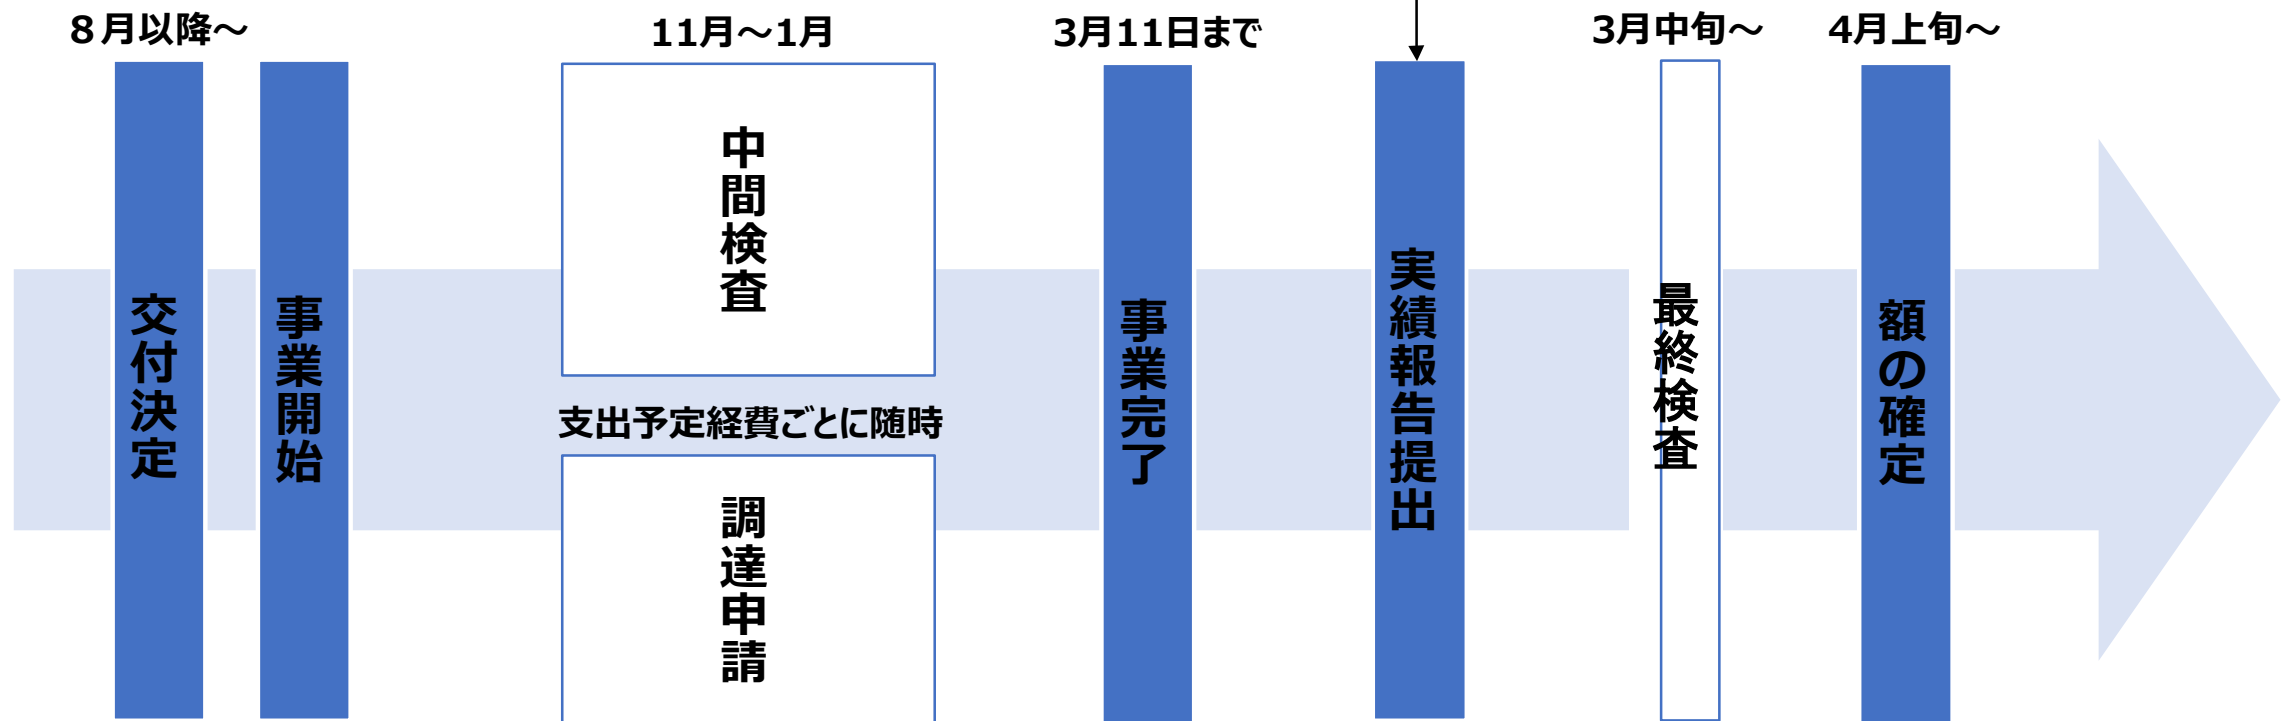 ８月以降～
11月～1月
3月11日まで
3月中旬～
4月上旬～
交付決定
事業開始
中間検査
支出予定経費ごとに随時
調達申請
事業完了
実績報告提出
最終検査
額の確定